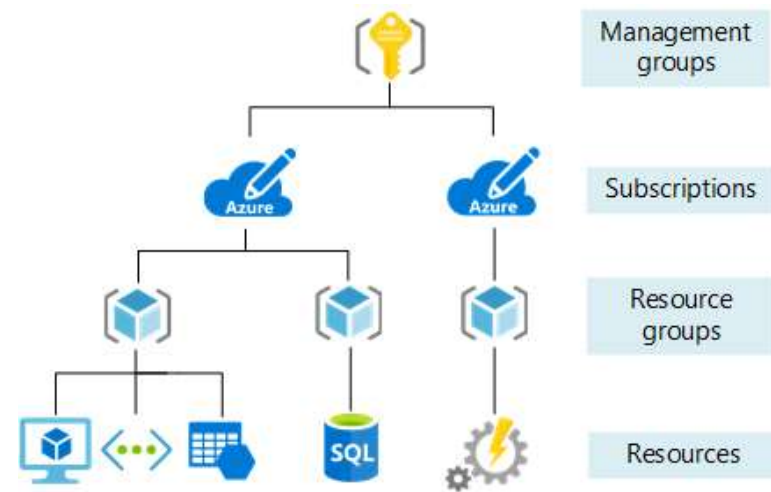 Management
groups
Azure
Azure
Subscriptions
Resource
groups
SQL
Resources